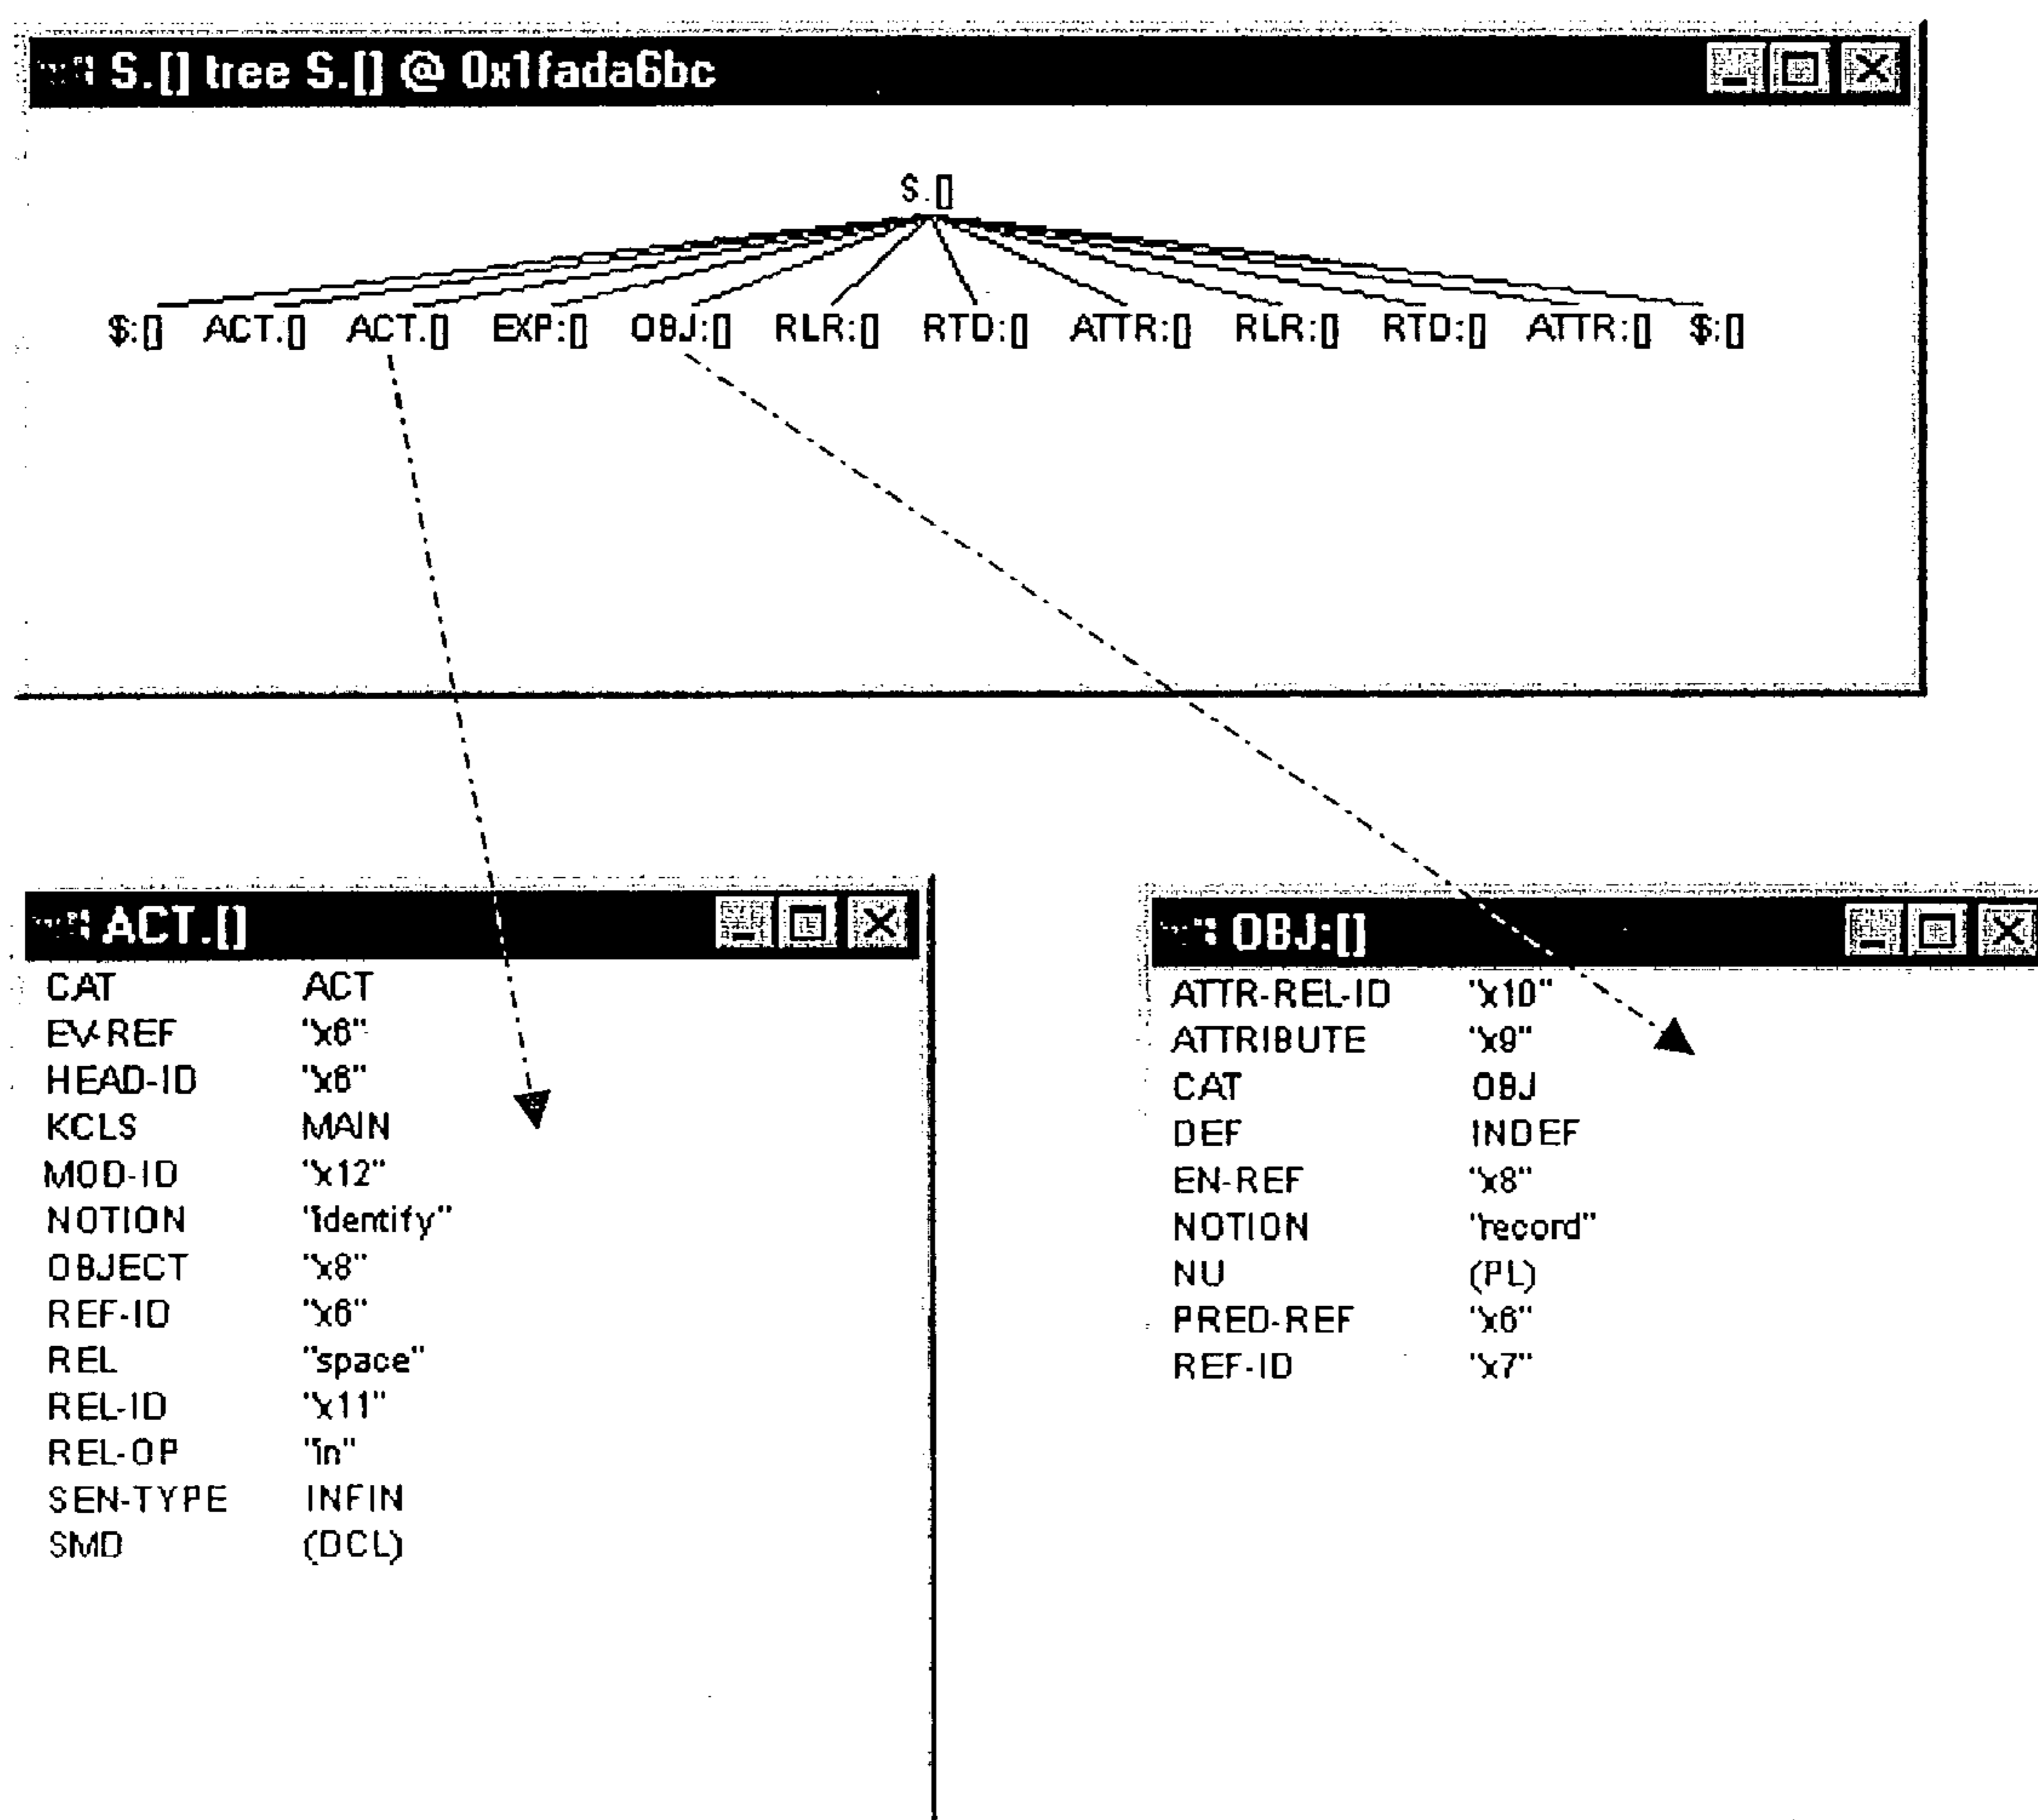 S.[] tree S.[] @ 0x1fada6bc
S.[]
$:[] ACT.[] ACT.[] EXP:[] OBJ:[] RLR:[] RTD:[] ATTR:[] RLR:[] RTD:[] ATTR:[] $:[]
ACT.[]
CAT ACT
EV-REF "x6"
HEAD-ID "x6"
KCLS MAIN
MOD-ID "x12"
NOTION "identify"
OBJECT "x8"
REF-ID "x6"
REL "space"
REL-ID "x11"
REL-OP "in"
SEN-TYPE INFIN
SMD (DCL)
OBJ:[]
ATTR-REL-ID "x10"
ATTRIBUTE "x9"
CAT OBJ
DEF INDEF
EN-REF "x8"
NOTION "record"
NU (PL)
PRED-REF "x6"
REF-ID "x7"